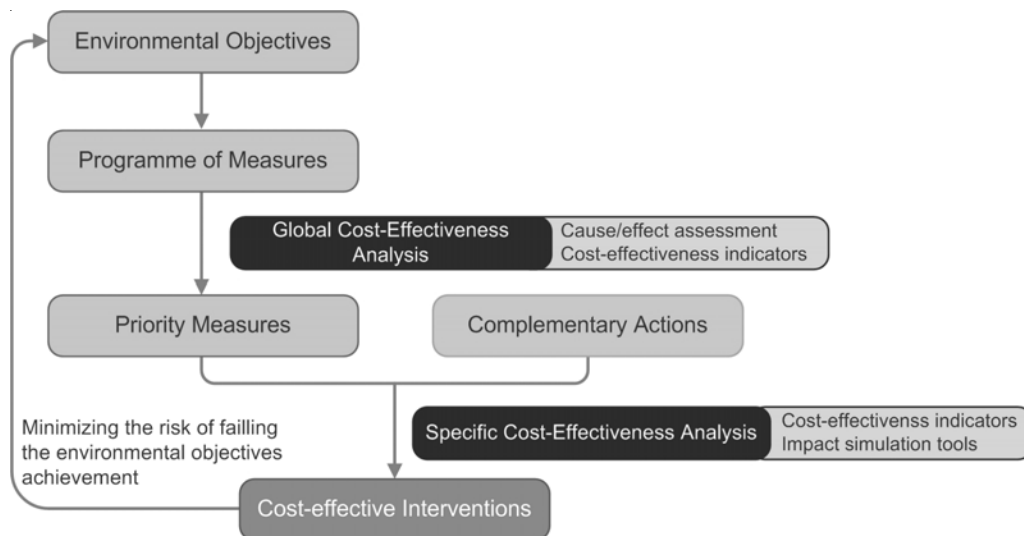 Environmental Objectives
Programme of Measures
Global Cost-Effectiveness
Analysis
Cause/effect assessment
Cost-effectiveness indicators
Priority Measures
Complementary Actions
Minimizing the risk of failling
the environmental objectives
achievement
Specific Cost-Effectiveness Analysis
Cost-effectivenss indicators
Impact simulation tools
Cost-effective Interventions